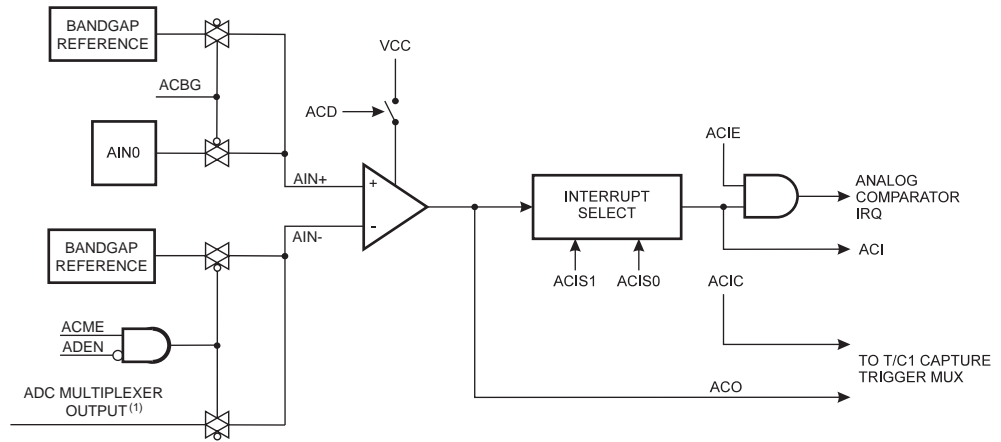 BANDGAP
REFERENCE
VCC
ACBG
ACD
ACIE
AIN0
AIN+
+
INTERRUPT
SELECT
ANALOG
COMPARATOR
IRQ
BANDGAP
REFERENCE
AIN-
-
ACI
ACIS1
ACIS0
ACIC
ACME
ADEN
TO T/C1 CAPTURE
TRIGGER MUX
ADC MULTIPLEXER
OUTPUT (1)
ACO